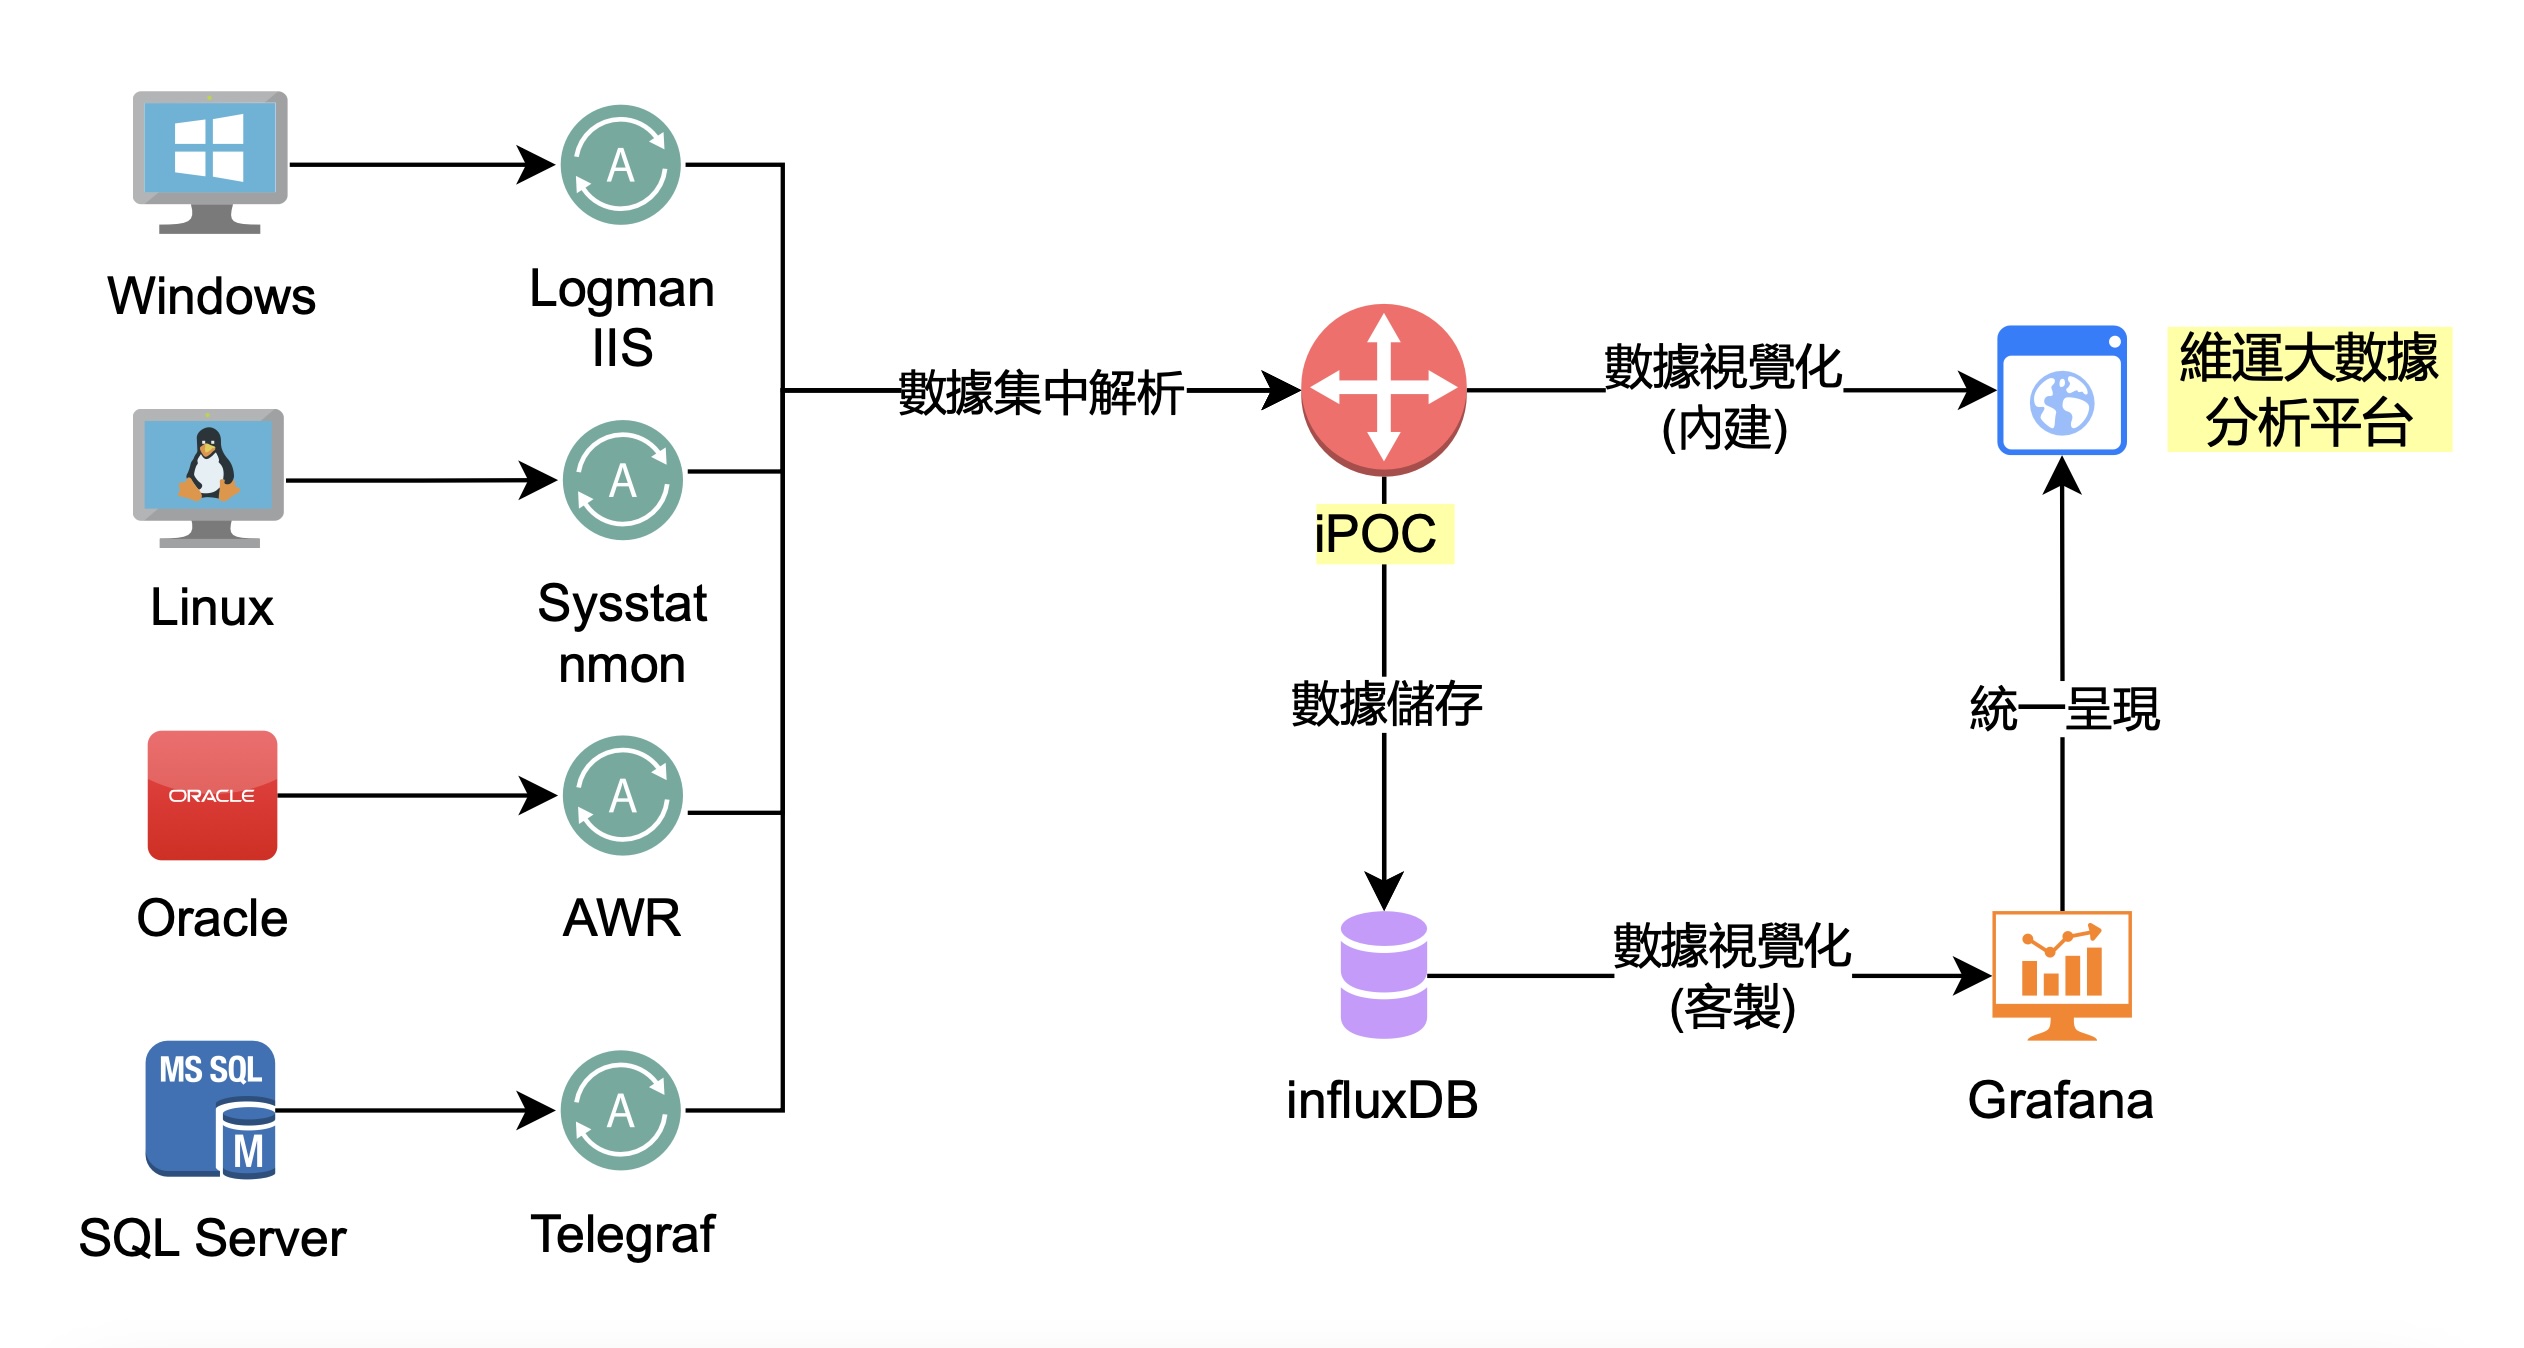 Windows
Logman
IIS
Linux
Sysstat
nmon
ORACLE
Oracle
AWR
MS SQL
M
SQL Server
Telegraf
A
A
A
A
數據集中解析
iPOC
數據視覺化
(內建)
維運大數據
分析平台
數據儲存
統一呈現
influxDB
數據視覺化
(客製)
Grafana